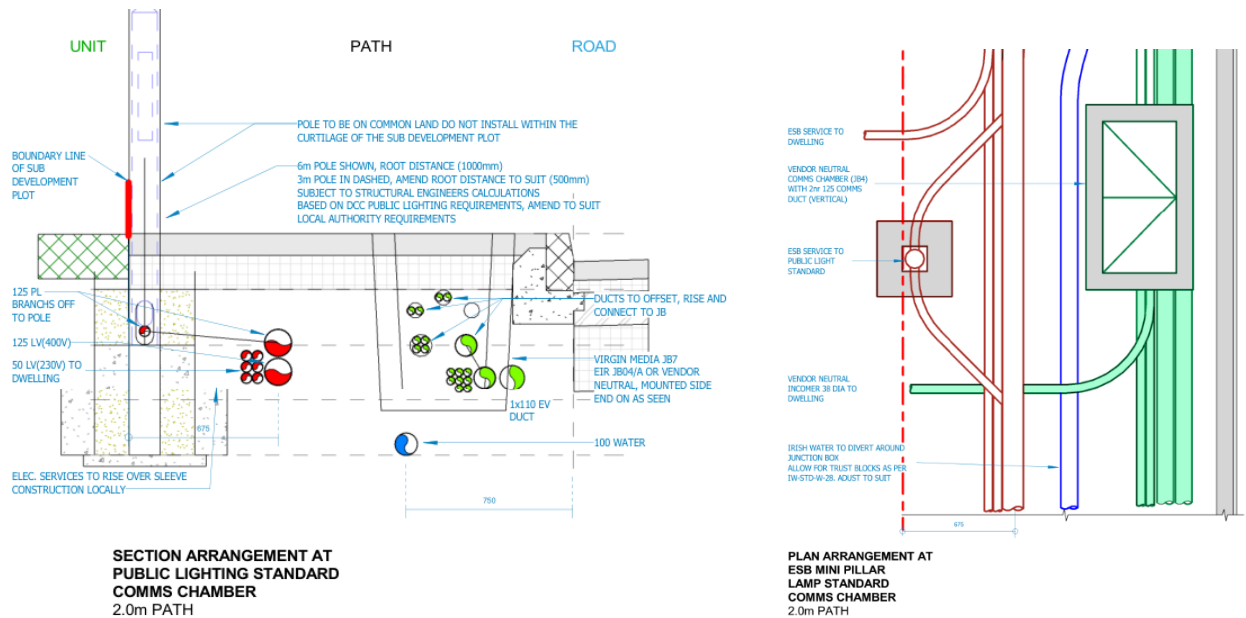 UNIT
PATH
ROAD
POLE TO BE ON COMMON LAND DO NOT INSTALL WITHIN THE
CURTILAGE OF THE SUB DEVELOPMENT PLOT
BOUNDARY LINE
OF SUB
DEVELOPMENT
PLOT
6m POLE SHOWN, ROOT DISTANCE (1000mm)
3m POLE IN DASHED, AMEND ROOT DISTANCE TO SUIT (500mm)
SUBJECT TO STRUCTURAL ENGINEERS CALCULATIONS
BASED ON DCC PUBLIC LIGHTING REQUIREMENTS, AMEND TO SUIT
LOCAL AUTHORITY REQUIREMENTS
125 PL
BRANCHS OFF
TO POLE
125 LV(400V)
50 LV(230V) TO
DWELLING
DUCTS TO OFFSET, RISE AND
CONNECT TO JB
VIRGIN MEDIA JB7
EIR JB04/A OR VENDOR
NEUTRAL, MOUNTED SIDE
END ON AS SEEN
1x110 EV
DUCT
675
100 WATER
ELEC. SERVICES TO RISE OVER SLEEVE
CONSTRUCTION LOCALLY
750
SECTION ARRANGEMENT AT
PUBLIC LIGHTING STANDARD
COMMS CHAMBER
2.0m PATH
ESB SERVICE TO
DWELLING
VENDOR NEUTRAL
COMMS CHAMBER (JB4)
WITH 2nr 125 COMMS
DUCT (VERTICAL)
ESB SERVICE TO
PUBLIC LIGHT
STANDARD
VENDOR NEUTRAL
INCOMER 38 DIA TO
DWELLING
IRISH WATER TO DIVERT AROUND
JUNCTION BOX
ALLOW FOR TRUST BLOCKS AS PER
IW-STD-W-28. ADUST TO SUIT
675
PLAN ARRANGEMENT AT
ESB MINI PILLAR
LAMP STANDARD
COMMS CHAMBER
2.0m PATH